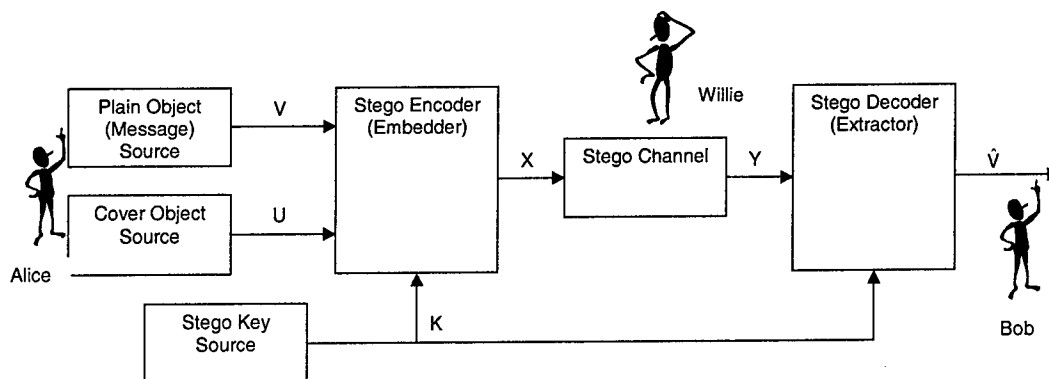 Plain Object
(Message)
Source
V
Stego Encoder
(Embedder)
Willie
Stego Decoder
(Extractor)
X
Stego Channel
Y
V̂
Cover Object
Source
U
Alice
Stego Key
Source
K
Bob